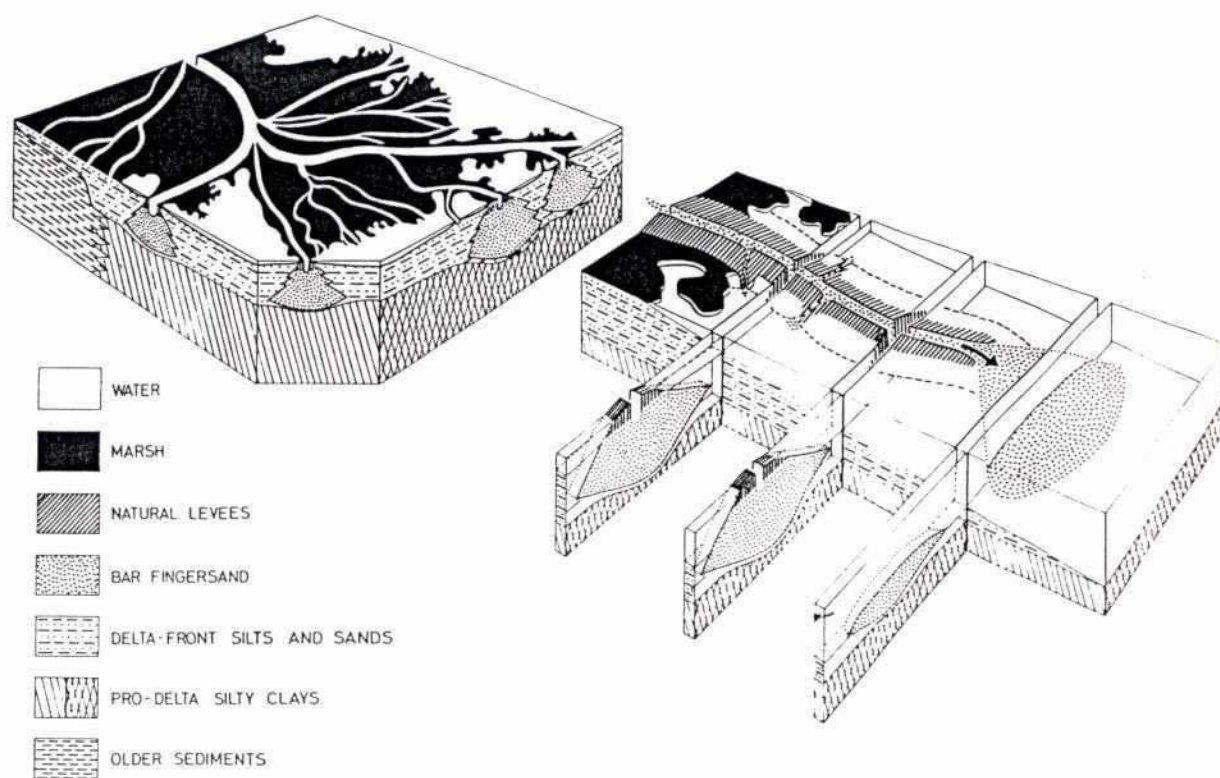 WATER
MARSH
NATURAL LEVEES
BAR FINGERSAND
DELTA-FRONT SILTS AND SANDS
PRO-DELTA SILTY CLAYS
OLDER SEDIMENTS